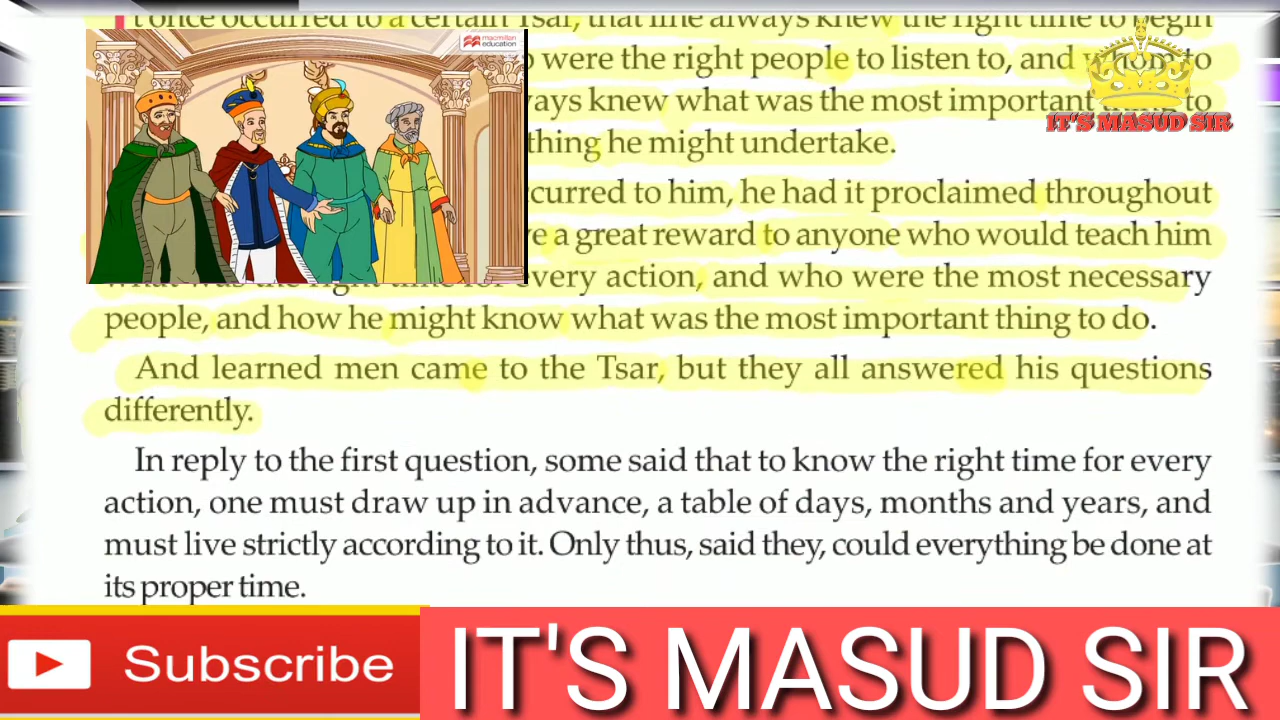 t once occurred to a certain Tsar, that if he always knew the right time to begin
were the right people to listen to, and whom to
ways knew what was the most important thing to
thing he might undertake.
curred to him, he had it proclaimed throughout
a great reward to anyone who would teach him
every action, and who were the most necessary
people, and how he might know what was the most important thing to do.
And learned men came to the Tsar, but they all answered his questions
differently.
In reply to the first question, some said that to know the right time for every
action, one must draw up in advance, a table of days, months and years, and
must live strictly according to it. Only thus, said they, could everything be done at
its proper time.
macmillan
education
IT'S MASUD SIR
Subscribe
IT'S MASUD SIR